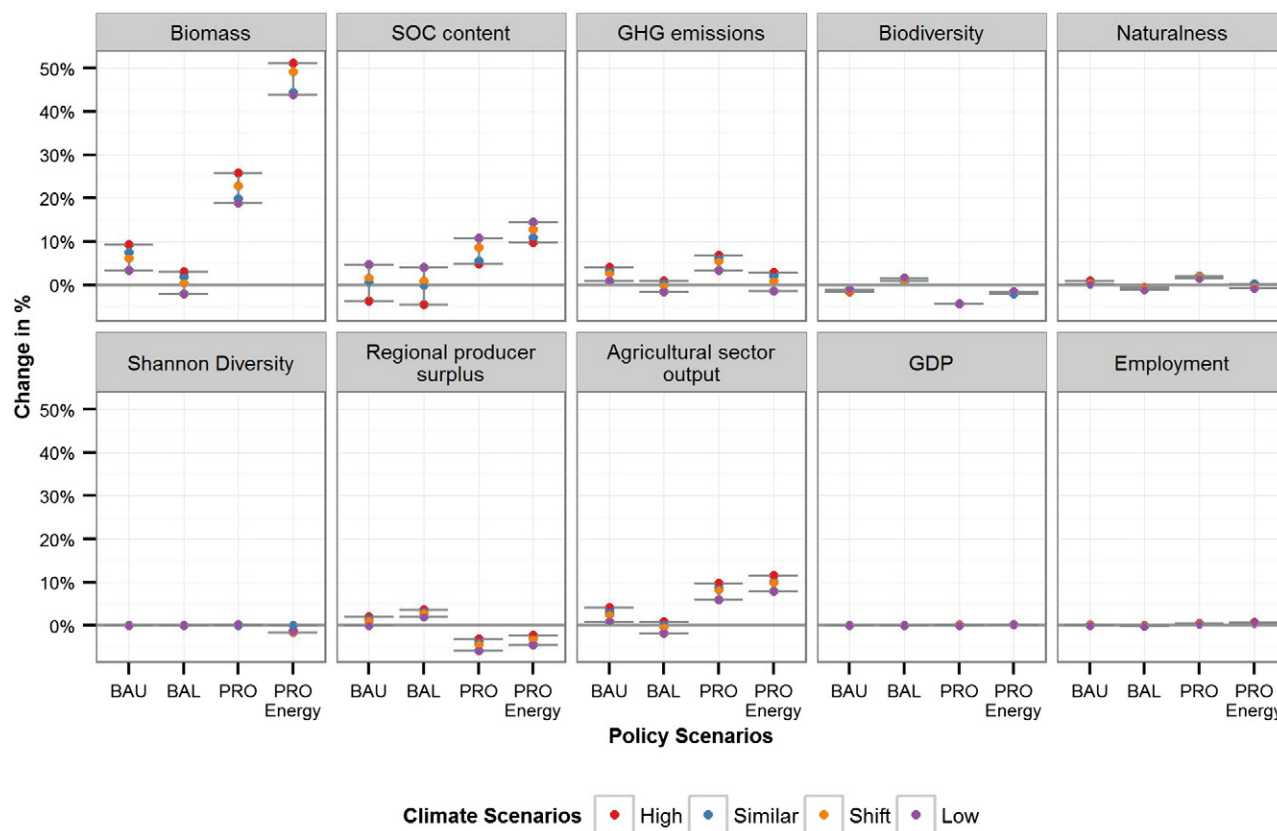 Biomass
SOC content
GHG emissions
Biodiversity
Naturalness
50%
40%
30%
20%
10%
0%
Change in %
Shannon Diversity
Regional producer
surplus
Agricultural sector
output
GDP
Employment
50%
40%
30%
20%
10%
0%
BAU BAL PRO PRO
Energy
BAU BAL PRO PRO
Energy
BAU BAL PRO PRO
Energy
BAU BAL PRO PRO
Energy
BAU BAL PRO PRO
Energy
Policy Scenarios
Climate Scenarios High Similar Shift Low